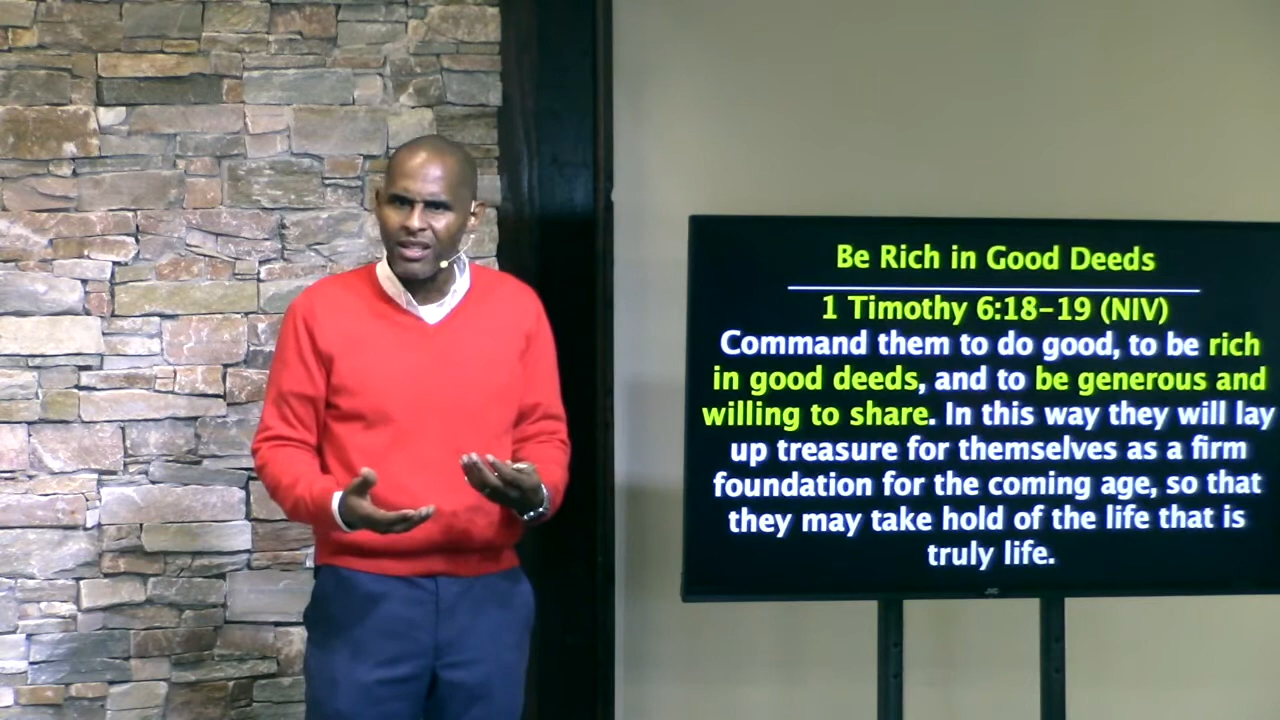 Be Rich in Good Deeds
1 Timothy 6:18-19 (NIV)
Command them to do good, to be rich
in good deeds, and to be generous and
willing to share. In this way they will lay
up treasure for themselves as a firm
foundation for the coming age, so that
they may take hold of the life that is
truly life.
JVC